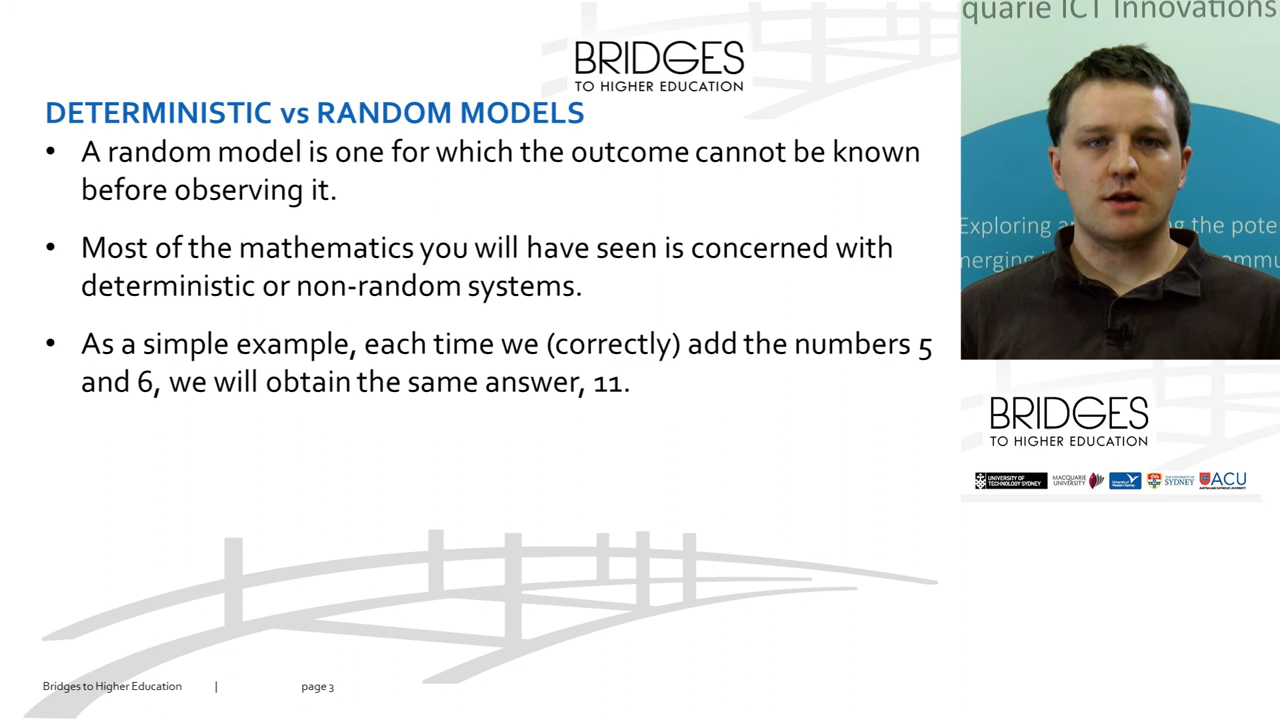 BRIDGES
TO HIGHER EDUCATION
DETERMINISTIC vs RANDOM MODELS
• A random model is one for which the outcome cannot be known
before observing it.
• Most of the mathematics you will have seen is concerned with
deterministic or non-random systems.
• As a simple example, each time we (correctly) add the numbers 5
and 6, we will obtain the same answer, 11.
Bridges to Higher Education | page 3
quarie ICT Innovations
Exploring a
g the pote
nerging
ommu
BRIDGES
TO HIGHER EDUCATION
UNIVERSITY OF
TECHNOLOGY SYDNEY
MACQUARIE
UNIVERSITY
SYDNEY
ACU